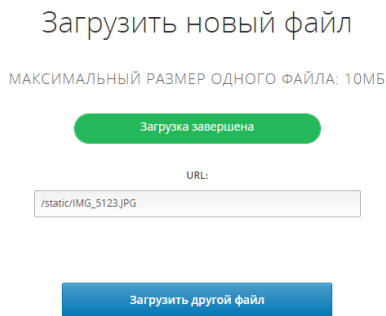 Загрузить новый файл
МАКСИМАЛЬНЫЙ РАЗМЕР ОДНОГО ФАЙЛА: 10МБ
Загрузка завершена
URL:
/static/IMG_5123.JPG
Загрузить другой файл